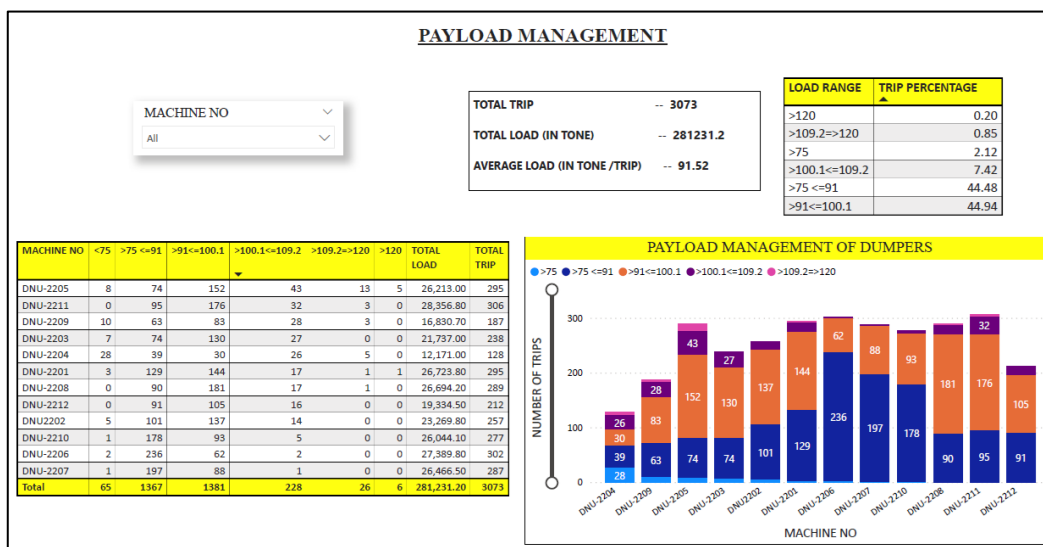 PAYLOAD MANAGEMENT
MACHINE NO
All
TOTAL TRIP -- 3073
TOTAL LOAD (IN TONE) -- 281231.2
AVERAGE LOAD (IN TONE /TRIP) -- 91.52
LOAD RANGE TRIP PERCENTAGE
>120 0.20
>109.2=>120 0.85
>75 2.12
>100.1<=109.2 7.42
>75 <=91 44.48
>91<=100.1 44.94
MACHINE NO <75 >75 <=91 >91<=100.1 >100.1<=109.2 >109.2=>120 >120 TOTAL LOAD TOTAL TRIP
DNU-2205 8 74 152 43 13 5 26,213.00 295
DNU-2211 0 95 176 32 3 0 28,356.80 306
DNU-2209 10 63 83 28 3 0 16,830.70 187
DNU-2203 7 74 130 27 0 0 21,737.00 238
DNU-2204 28 39 30 26 5 0 12,171.00 128
DNU-2201 3 129 144 17 1 1 26,723.80 295
DNU-2208 0 90 181 17 1 0 26,694.20 289
DNU-2212 0 91 105 16 0 0 19,334.50 212
DNU2202 5 101 137 14 0 0 23,269.80 257
DNU-2210 1 178 93 5 0 0 26,044.10 277
DNU-2206 2 236 62 2 0 0 27,389.80 302
DNU-2207 1 197 88 1 0 0 26,466.50 287
Total 65 1367 1381 228 26 6 281,231.20 3073
PAYLOAD MANAGEMENT OF DUMPERS
>75 >75 <=91 >91<=100.1 >100.1<=109.2 >109.2=>120
NUMBER OF TRIPS
300
200
100
0
26 30 39 28
28 83 63
43 152 74
27 130 74
137 101
144 129
62 236
88 197
93 178
181 90
32 176 95
105 91
DNU-2204 DNU-2209 DNU-2205 DNU-2203 DNU2202 DNU-2201 DNU-2206 DNU-2207 DNU-2210 DNU-2208 DNU-2211 DNU-2212
MACHINE NO